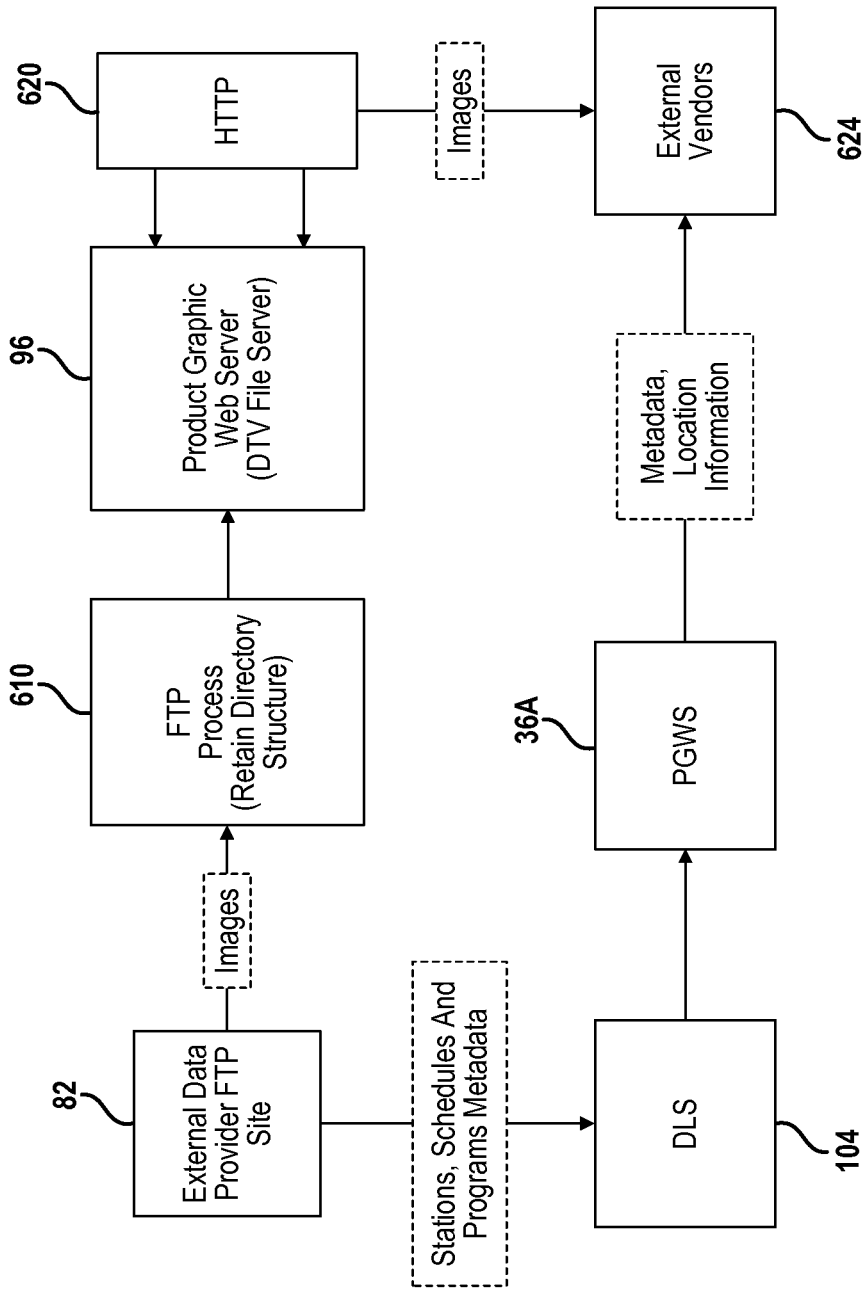 82
External Data
Provider FTP
Site
Images
610
FTP
Process
(Retain Directory
Structure)
96
Product Graphic
Web Server
(DTV File Server)
620
HTTP
Images
Stations, Schedules And
Programs Metadata
DLS
104
36A
PGWS
Metadata,
Location
Information
External
Vendors
624